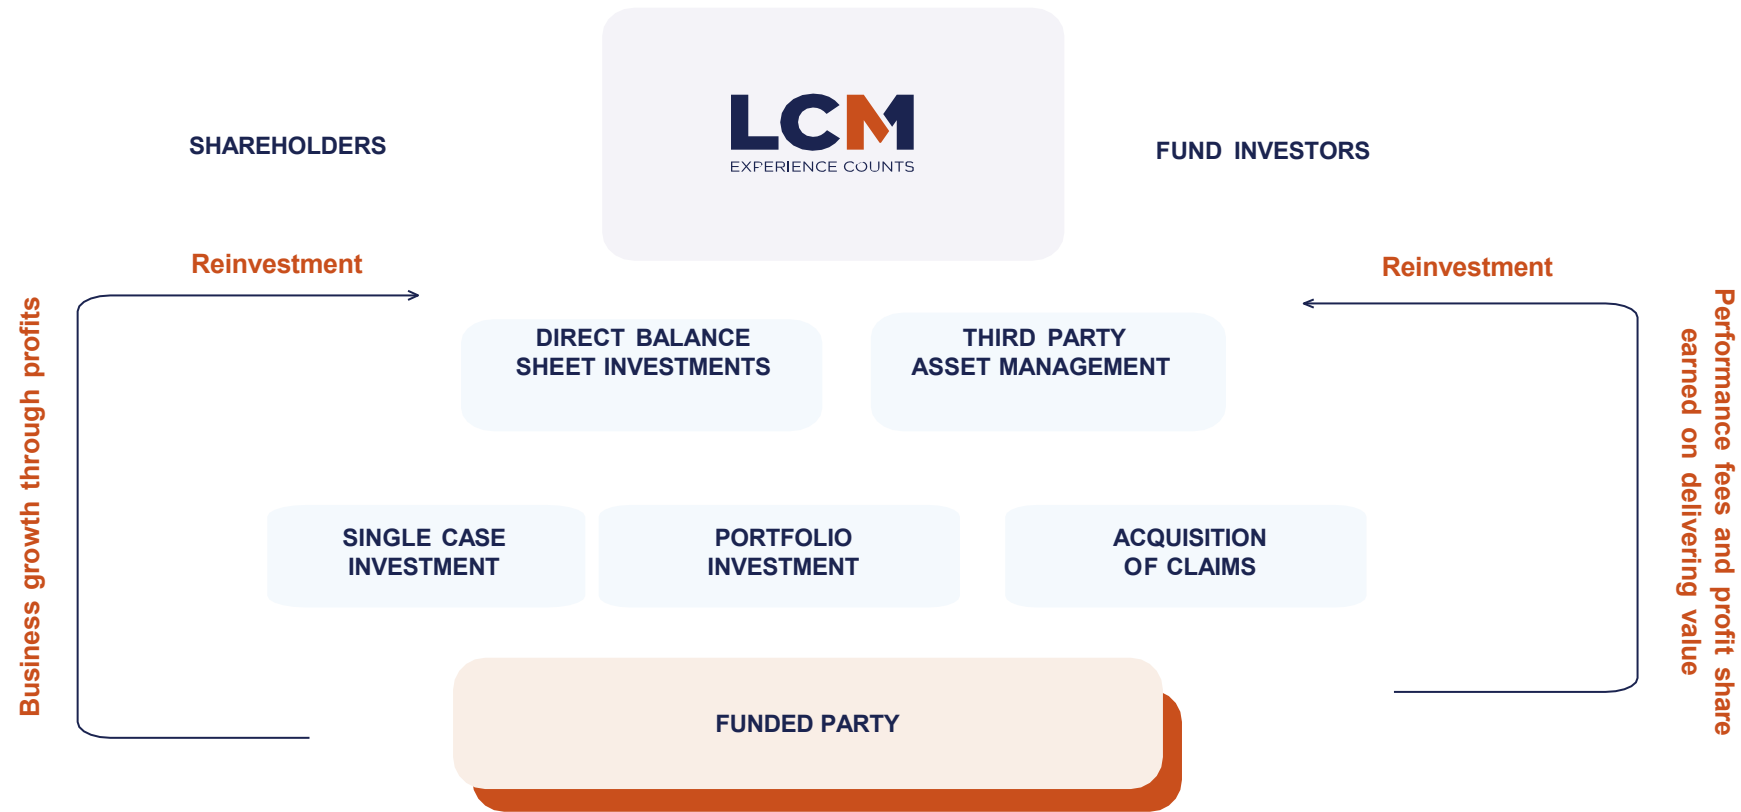 LCM
EXPERIENCE COUNTS
SHAREHOLDERS
FUND INVESTORS
Reinvestment
Reinvestment
Business growth through profits
Performance fees and profit share
earned on delivering value
DIRECT BALANCE
SHEET INVESTMENTS
THIRD PARTY
ASSET MANAGEMENT
SINGLE CASE
INVESTMENT
PORTFOLIO
INVESTMENT
ACQUISITION
OF CLAIMS
FUNDED PARTY